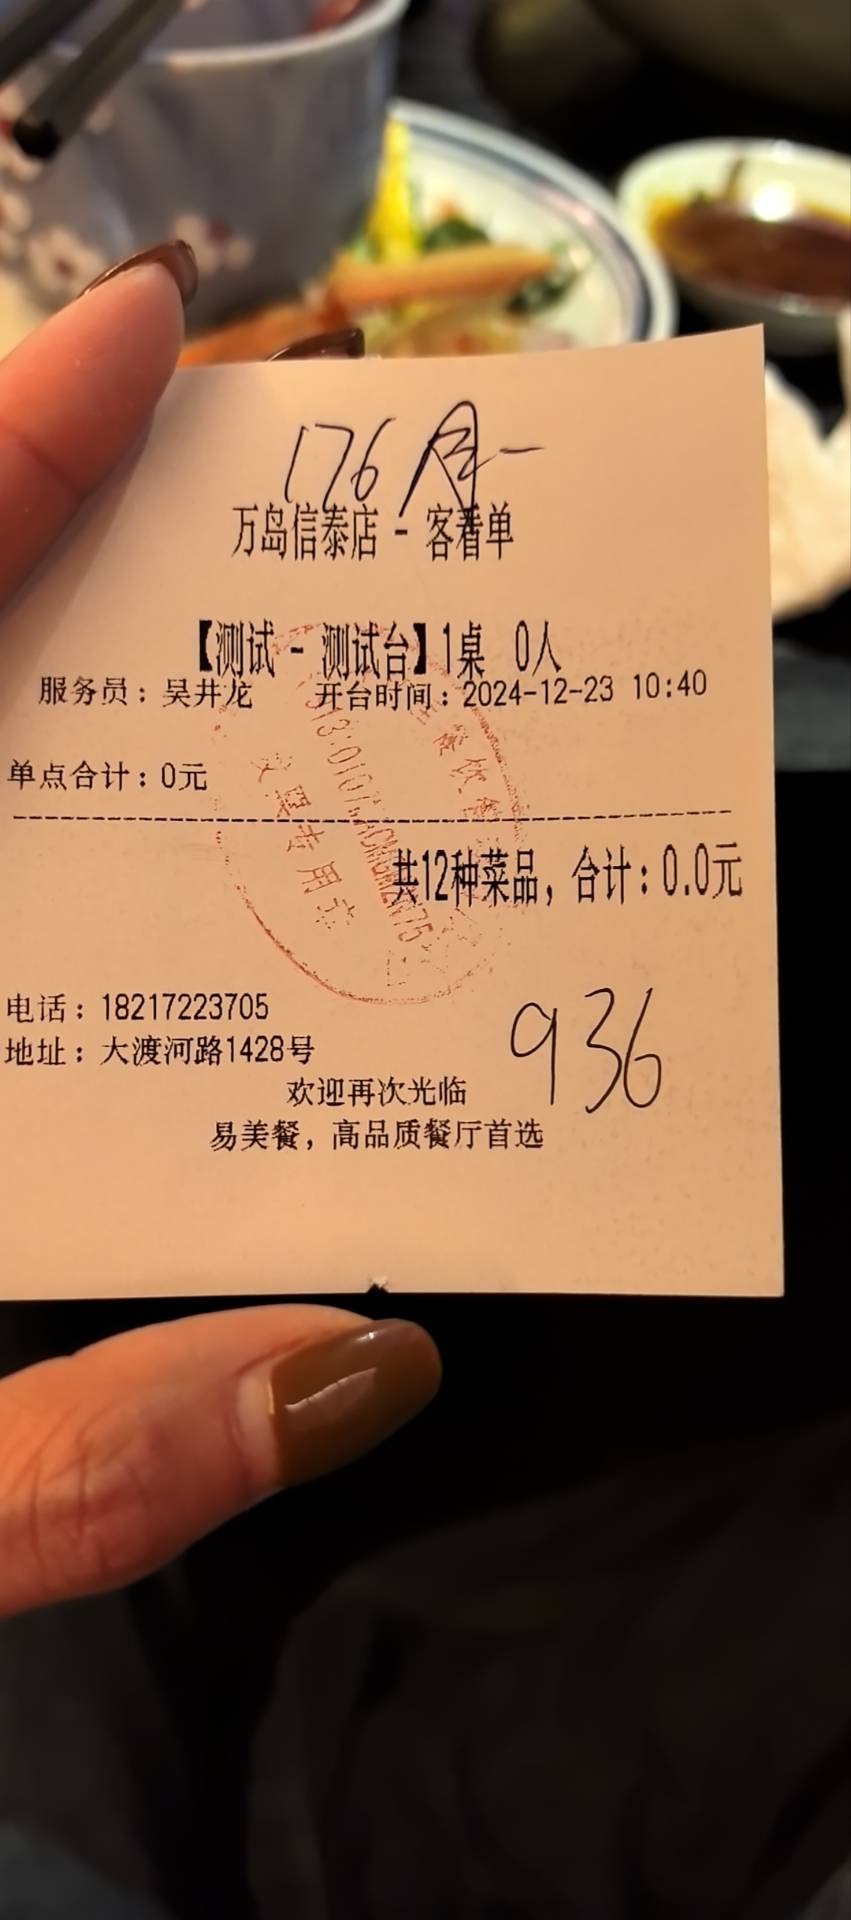 176
万岛信泰店 - 客看单
【测试 - 测试台】1桌 0人
服务员：吴井龙 开台时间：2024-12-23 10:40
单点合计：0元
共12种菜品，合计：0.0元
电话：18217223705
地址：大渡河路1428号
936
欢迎再次光临
易美餐，高品质餐厅首选